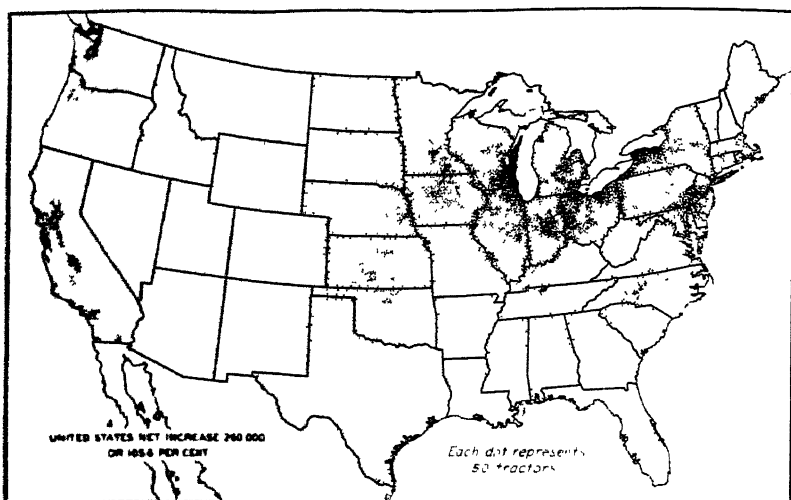 UNITED STATES NET INCREASE 260 000
OR 105.6 PER CENT
Each dot represents
50 tractors